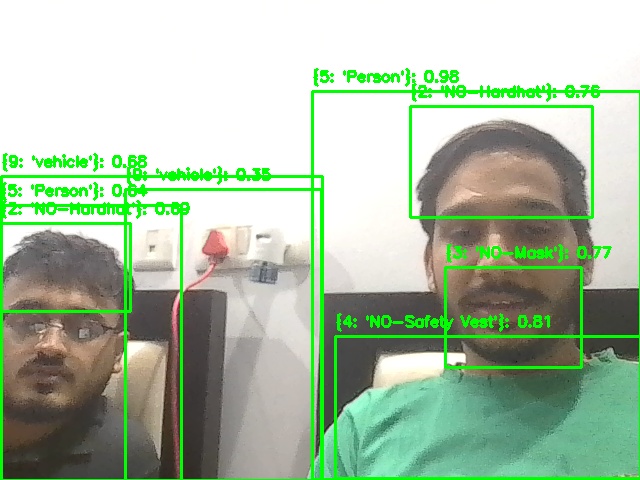 {5: 'Person'}: 0.98
{2: 'NO-Hardhat'}: 0.76
{9: 'vehicle'}: 0.68
{9: 'vehicle'}: 0.35
{5: 'Person'}: 0.64
{2: 'NO-Hardhat'}: 0.69
{3: 'NO-Mask'}: 0.77
{4: 'NO-Safety Vest'}: 0.81